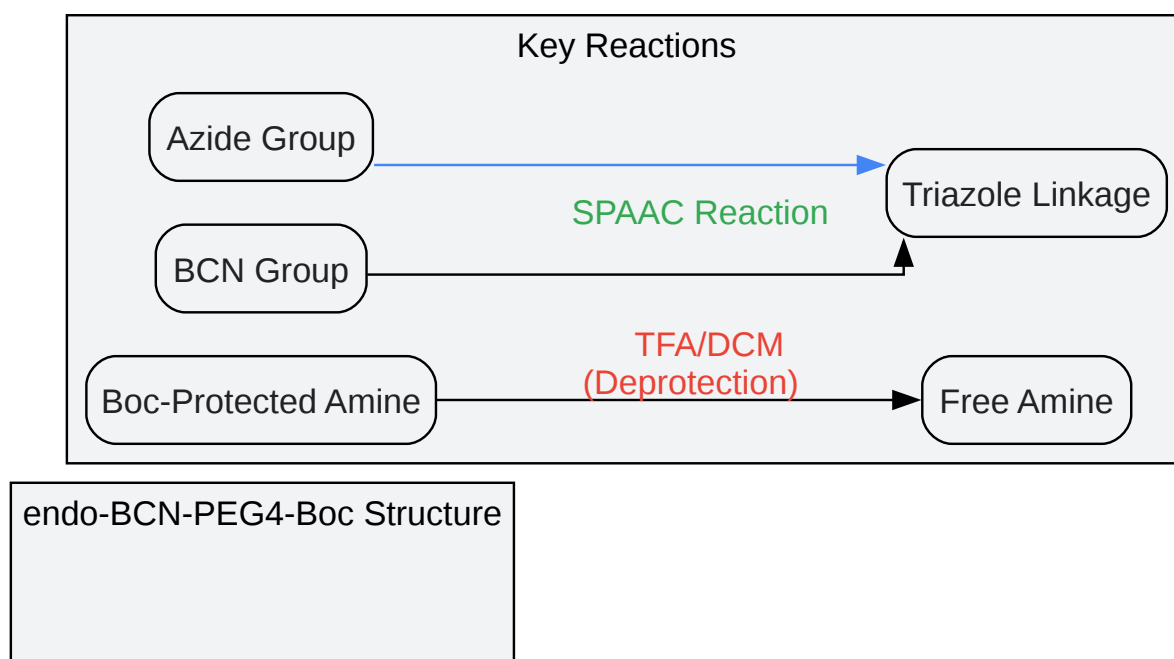 Key Reactions
Azide Group
Triazole Linkage
SPAAC Reaction
BCN Group
TFA/DCM
(Deprotection)
Boc-Protected Amine
Free Amine
endo-BCN-PEG4-Boc Structure